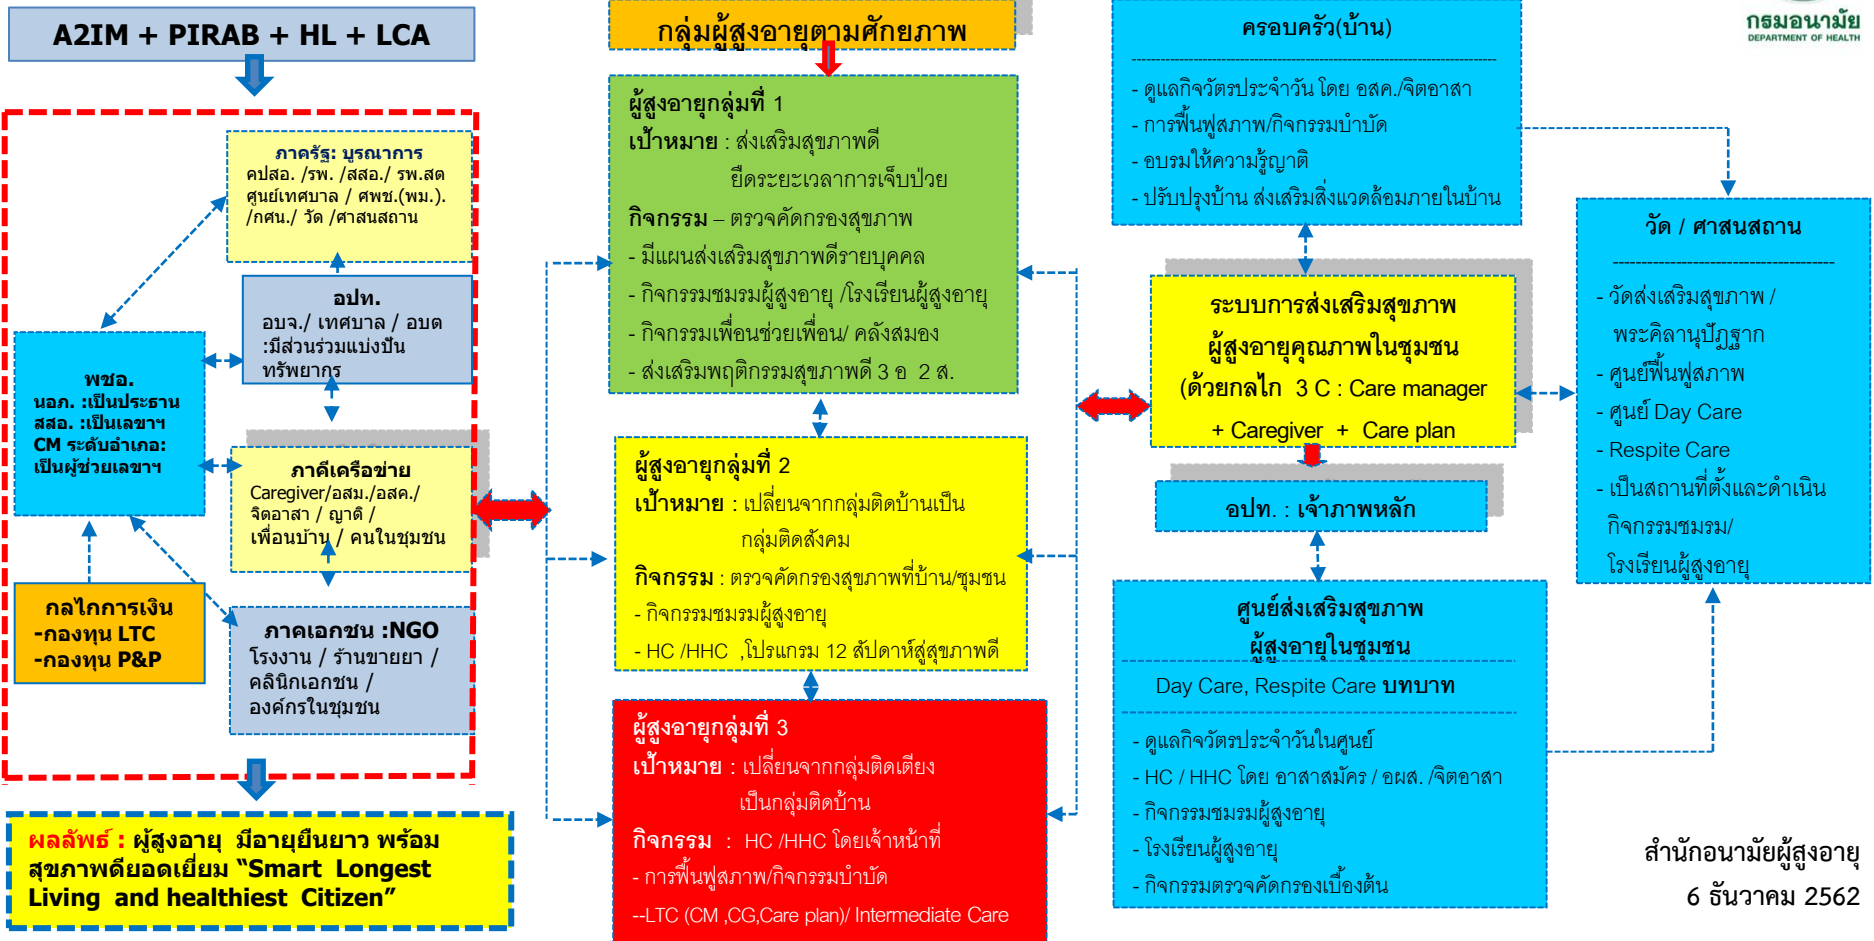 A2IM + PIRAB + HL + LCA
ภาครัฐ: บูรณาการ
คปสอ. /รพ. /สสอ./ รพ.สต
ศูนย์เทศบาล / ศพช.(พม.).
/กศน./ วัด /ศาสนสถาน
อปท.
อบจ./ เทศบาล / อบต
:มีส่วนร่วมแบ่งปัน
ทรัพยากร
พชอ.
นอภ. :เป็นประธาน
สสอ. :เป็นเลขาฯ
CM ระดับอำเภอ:
เป็นผู้ช่วยเลขาฯ
ภาคีเครือข่าย
Caregiver/อสม./อสค./
จิตอาสา / ญาติ /
เพื่อนบ้าน / คนในชุมชน
กลไกการเงิน
-กองทุน LTC
-กองทุน P&P
ภาคเอกชน :NGO
โรงงาน / ร้านขายยา /
คลินิกเอกชน /
องค์กรในชุมชน
ผลลัพธ์ : ผู้สูงอายุ มีอายุยืนยาว พร้อม
สุขภาพดียอดเยี่ยม “Smart Longest
Living and healthiest Citizen”
กลุ่มผู้สูงอายุตามศักยภาพ
ผู้สูงอายุกลุ่มที่ 1
เป้าหมาย : ส่งเสริมสุขภาพดี
ยืดระยะเวลาการเจ็บป่วย
กิจกรรม – ตรวจคัดกรองสุขภาพ
- มีแผนส่งเสริมสุขภาพดีรายบุคคล
- กิจกรรมชมรมผู้สูงอายุ /โรงเรียนผู้สูงอายุ
- กิจกรรมเพื่อนช่วยเพื่อน/ คลังสมอง
- ส่งเสริมพฤติกรรมสุขภาพดี 3 อ 2 ส.
ผู้สูงอายุกลุ่มที่ 2
เป้าหมาย : เปลี่ยนจากกลุ่มติดบ้านเป็น
กลุ่มติดสังคม
กิจกรรม : ตรวจคัดกรองสุขภาพที่บ้าน/ชุมชน
- กิจกรรมชมรมผู้สูงอายุ
- HC /HHC ,โปรแกรม 12 สัปดาห์สู่สุขภาพดี
ผู้สูงอายุกลุ่มที่ 3
เป้าหมาย : เปลี่ยนจากกลุ่มติดเตียง
เป็นกลุ่มติดบ้าน
กิจกรรม : HC /HHC โดยเจ้าหน้าที่
- การฟื้นฟูสภาพ/กิจกรรมบำบัด
--LTC (CM ,CG,Care plan)/ Intermediate Care
ครอบครัว(บ้าน)
- ดูแลกิจวัตรประจำวัน โดย อสค./จิตอาสา
- การฟื้นฟูสภาพ/กิจกรรมบำบัด
- อบรมให้ความรู้ญาติ
- ปรับปรุงบ้าน ส่งเสริมสิ่งแวดล้อมภายในบ้าน
ระบบการส่งเสริมสุขภาพ
ผู้สูงอายุคุณภาพในชุมชน
(ด้วยกลไก 3 C : Care manager
+ Caregiver + Care plan
อปท. : เจ้าภาพหลัก
ศูนย์ส่งเสริมสุขภาพ
ผู้สูงอายุในชุมชน
Day Care, Respite Care บทบาท
- ดูแลกิจวัตรประจำวันในศูนย์
- HC / HHC โดย อาสาสมัคร / อผส. /จิตอาสา
- กิจกรรมชมรมผู้สูงอายุ
- โรงเรียนผู้สูงอายุ
- กิจกรรมตรวจคัดกรองเบื้องต้น
กรมอนามัย
DEPARTMENT OF HEALTH
วัด / ศาสนสถาน
- วัดส่งเสริมสุขภาพ /
พระคิลานุปัฏฐาก
- ศูนย์ฟื้นฟูสภาพ
- ศูนย์ Day Care
- Respite Care
- เป็นสถานที่ตั้งและดำเนิน
กิจกรรมชมรม/
โรงเรียนผู้สูงอายุ
สำนักอนามัยผู้สูงอายุ
6 ธันวาคม 2562